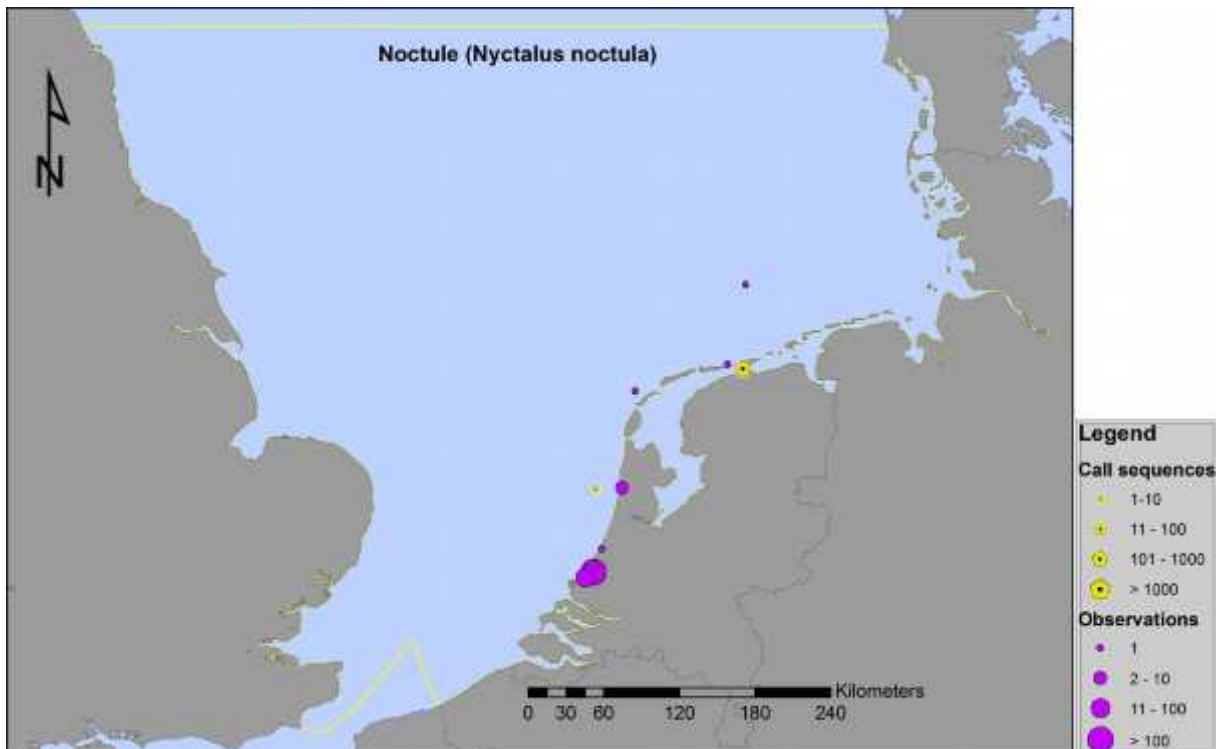 Noctule (Nyctalus noctula)
N
Kilometers
0 30 60 120 180 240
Legend
Call sequences
1-10
11 - 100
101 - 1000
> 1000
Observations
1
2 - 10
11 - 100
> 100